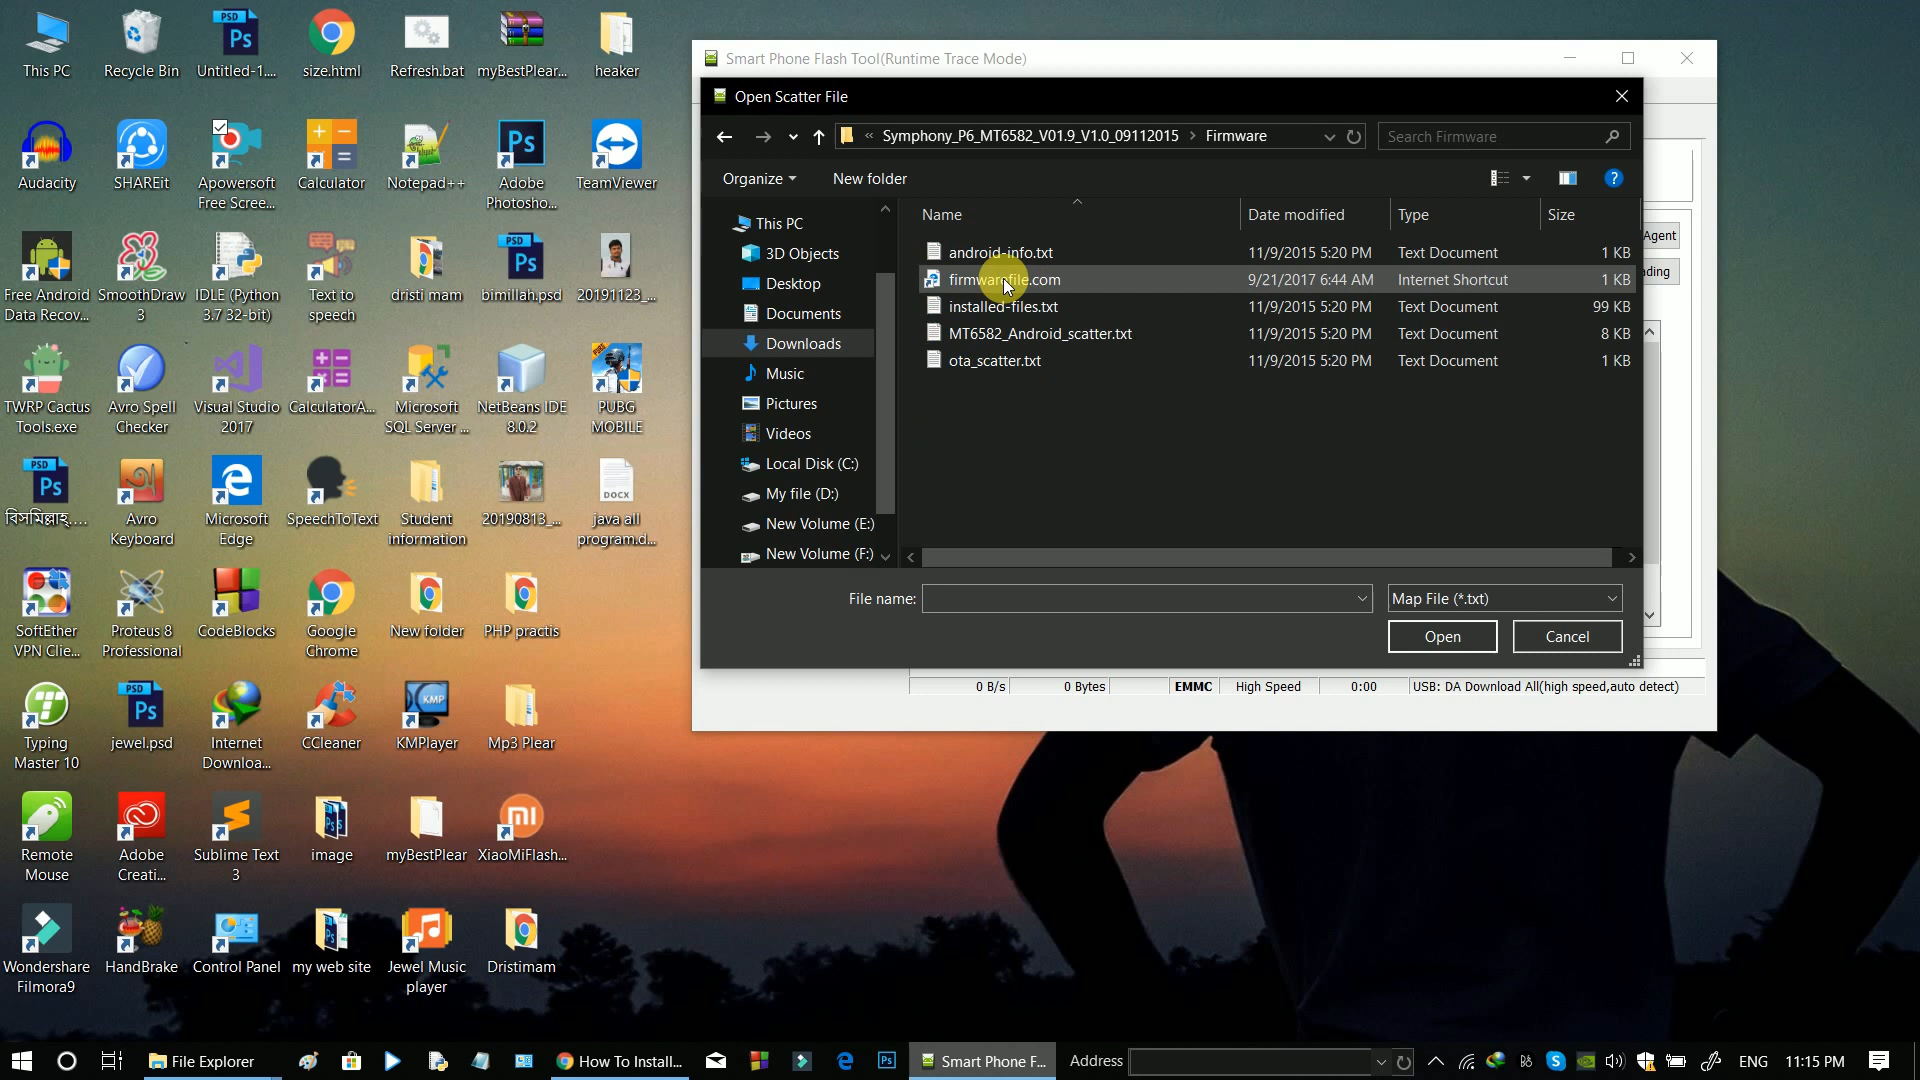 This PC
Recycle Bin
Untitled-1....
size.html
Refresh.bat
myBestPlear...
heaker
Audacity
SHAREit
Apowersoft
Free Scree...
Calculator
Notepad++
Adobe
Photosho...
TeamViewer
Free Android
Data Recov...
SmoothDraw
3
IDLE (Python
3.7 32-bit)
Text to
speech
dristi mam
bimillah.psd
20191123_...
TWRP Cactus
Tools.exe
Avro Spell
Checker
Visual Studio
2017
CalculatorA...
Microsoft
SQL Server ...
NetBeans IDE
8.0.2
PUBG
MOBILE
বিসমিল্লাহ্....
Avro
Keyboard
Microsoft
Edge
SpeechToText
Student
information
20190813_...
java all
program.d...
SoftEther
VPN Clie...
Proteus 8
Professional
CodeBlocks
Google
Chrome
New folder
PHP practis
Typing
Master 10
jewel.psd
Internet
Downloa...
CCleaner
KMPlayer
Mp3 Plear
Remote
Mouse
Adobe
Creati...
Sublime Text
3
image
myBestPlear
XiaoMiFlash...
Wondershare
Filmora9
HandBrake
Control Panel
my web site
Jewel Music
player
Dristimam
Smart Phone Flash Tool(Runtime Trace Mode)
Open Scatter File
« Symphony_P6_MT6582_V01.9_V1.0_09112015 > Firmware
Search Firmware
Organize
New folder
This PC
3D Objects
Desktop
Documents
Downloads
Music
Pictures
Videos
Local Disk (C:)
My file (D:)
New Volume (E:)
New Volume (F:)
Name Date modified Type Size
android-info.txt 11/9/2015 5:20 PM Text Document 1 KB
firmwarefile.com 9/21/2017 6:44 AM Internet Shortcut 1 KB
installed-files.txt 11/9/2015 5:20 PM Text Document 99 KB
MT6582_Android_scatter.txt 11/9/2015 5:20 PM Text Document 8 KB
ota_scatter.txt 11/9/2015 5:20 PM Text Document 1 KB
File name:
Map File (*.txt)
Open
Cancel
Agent
ding
0 B/s 0 Bytes EMMC High Speed 0:00 USB: DA Download All(high speed,auto detect)
File Explorer
How To Install...
Smart Phone F...
Address
ENG
11:15 PM